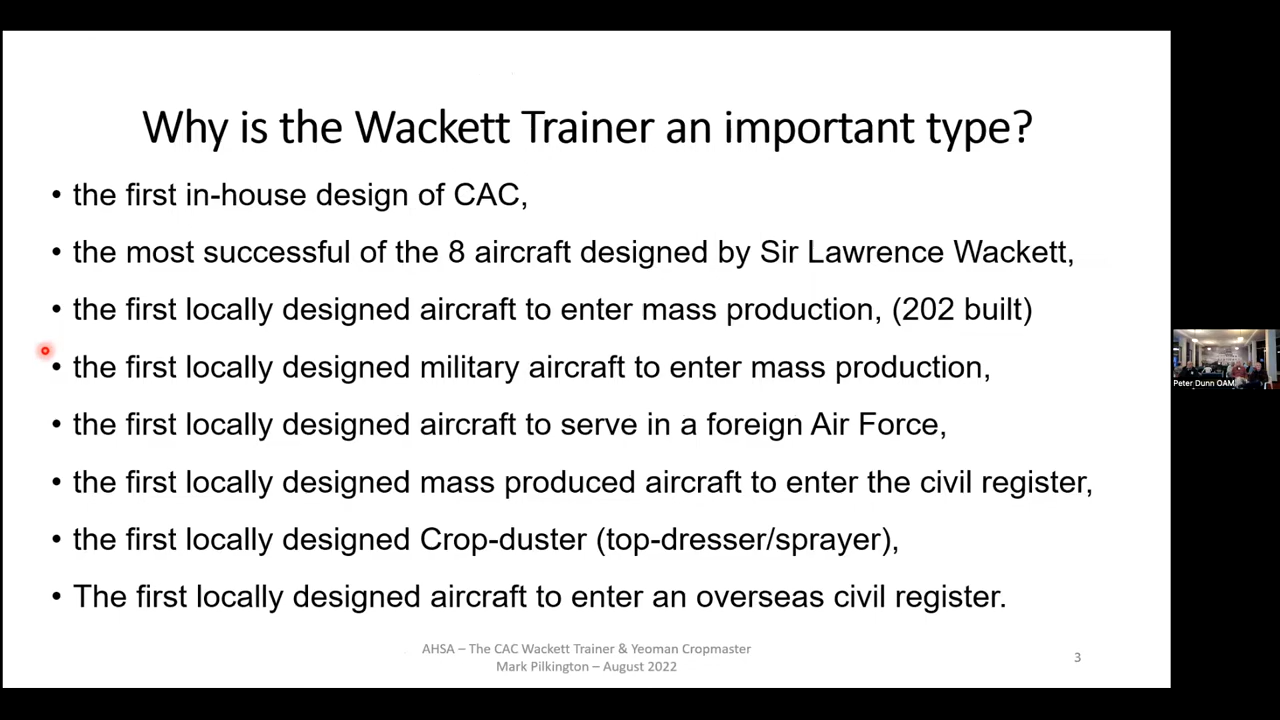 Why is the Wackett Trainer an important type?
• the first in-house design of CAC,
• the most successful of the 8 aircraft designed by Sir Lawrence Wackett,
• the first locally designed aircraft to enter mass production, (202 built)
• the first locally designed military aircraft to enter mass production,
• the first locally designed aircraft to serve in a foreign Air Force,
• the first locally designed mass produced aircraft to enter the civil register,
• the first locally designed Crop-duster (top-dresser/sprayer),
• The first locally designed aircraft to enter an overseas civil register.
AHSA – The CAC Wackett Trainer & Yeoman Cropmaster
Mark Pilkington – August 2022
3
Peter Dunn OAM